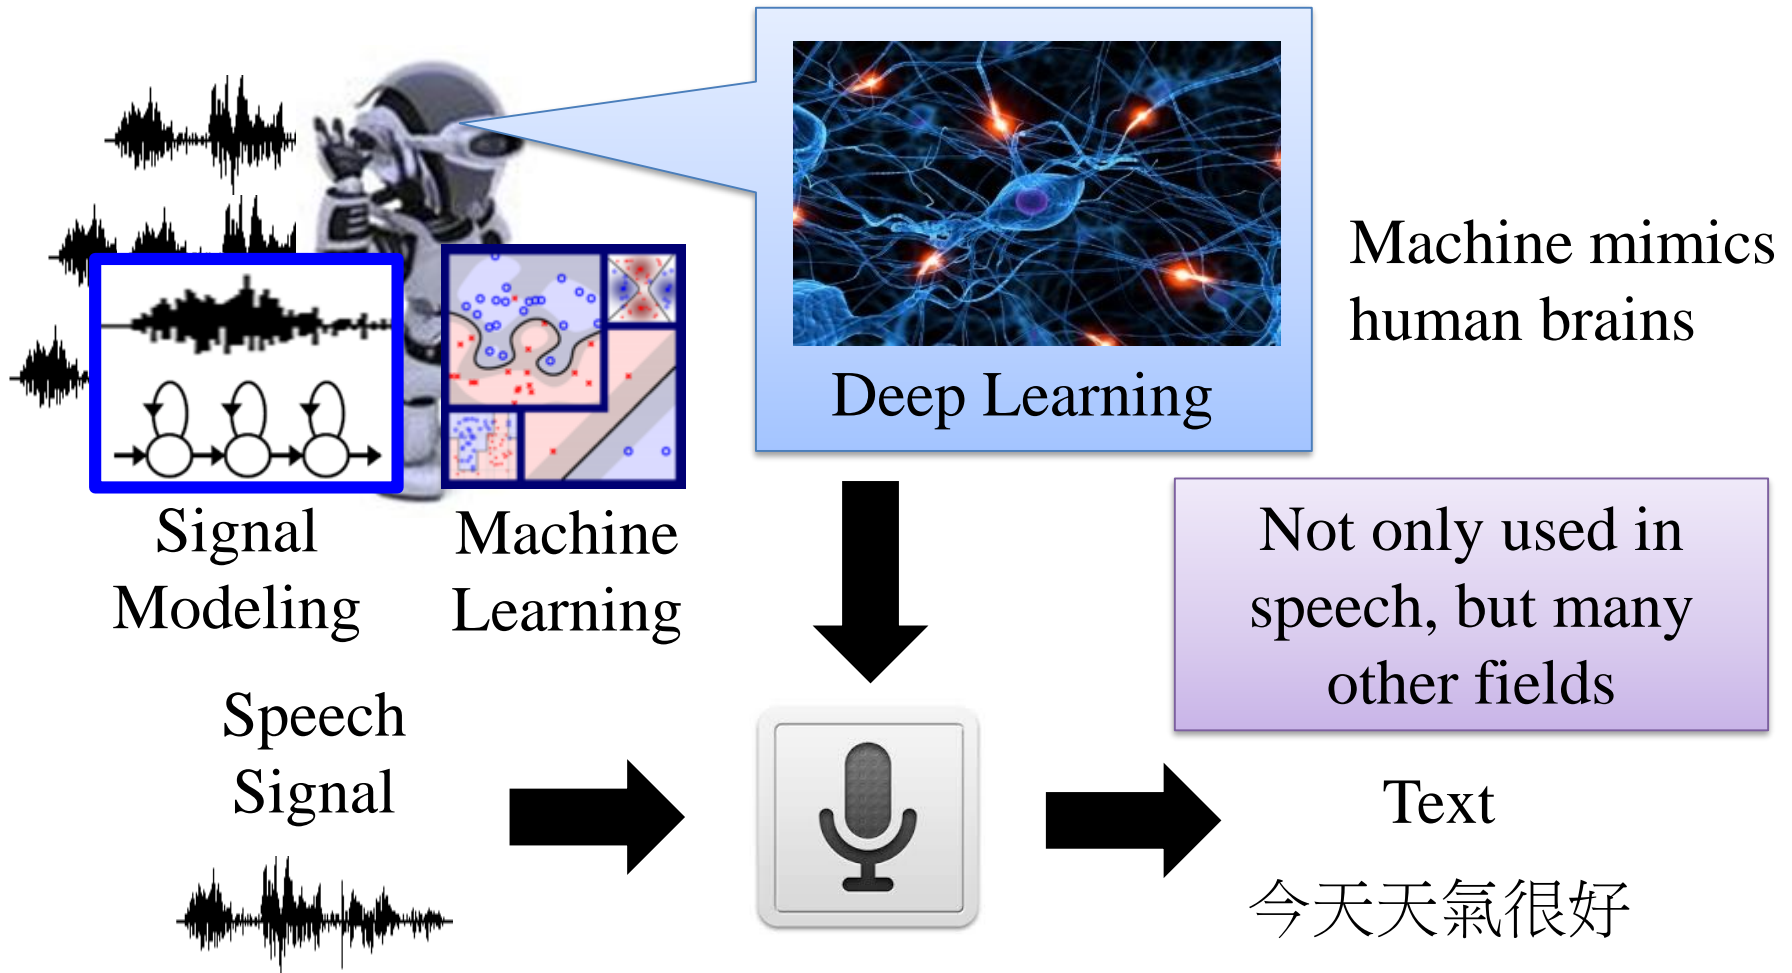 Deep Learning
Machine mimics
human brains
Signal
Modeling
Machine
Learning
Not only used in
speech, but many
other fields
Speech
Signal
Text
今天天氣很好